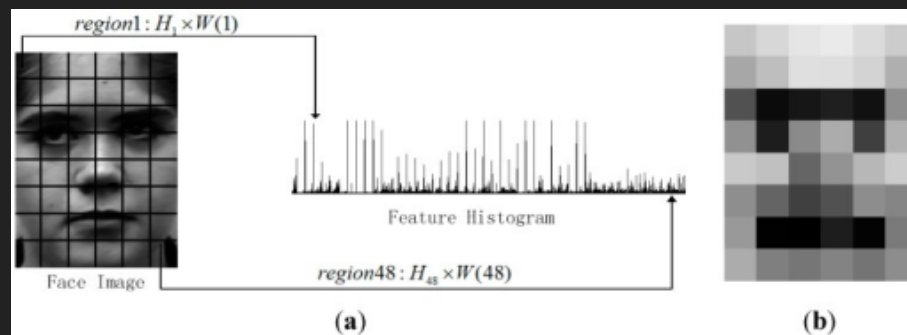 region1: H₁×W(1)
Feature Histogram
Face Image
region48: H₄₈×W(48)
(a)
(b)